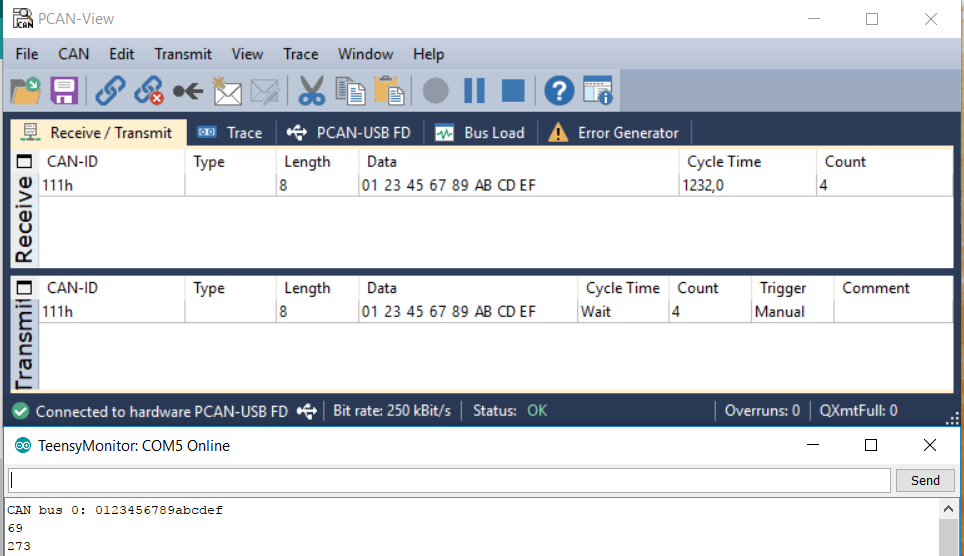 PCAN-View
File CAN Edit Transmit View Trace Window Help
Receive / Transmit Trace PCAN-USB FD Bus Load Error Generator
CAN-ID Type Length Data Cycle Time Count
111h 8 01 23 45 67 89 AB CD EF 1232,0 4
Receive
CAN-ID Type Length Data Cycle Time Count Trigger Comment
111h 8 01 23 45 67 89 AB CD EF Wait 4 Manual
Transmit
Connected to hardware PCAN-USB FD Bit rate: 250 kBit/s Status: OK Overruns: 0 QXmtFull: 0
TeensyMonitor: COM5 Online
Send
CAN bus 0: 0123456789abcdef
69
273